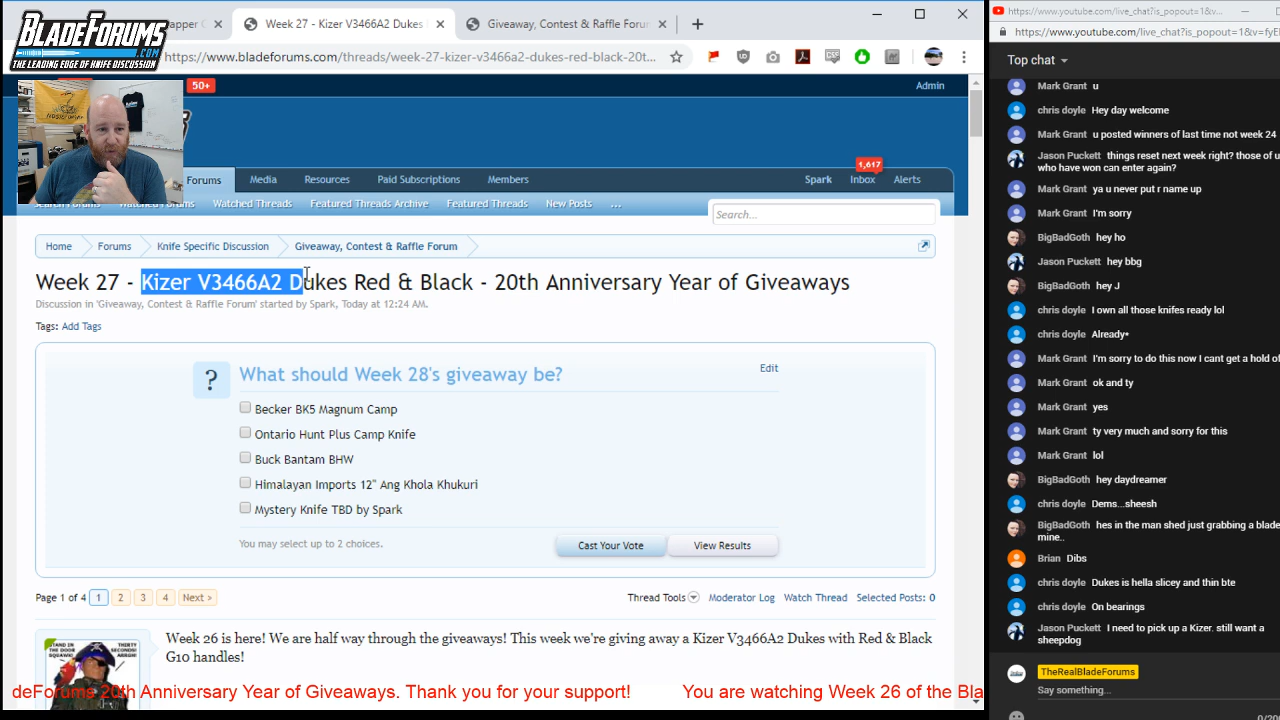 BLADEFORUMS
.COM
THE LEADING EDGE OF KNIFE DISCUSSION
Week 27 - Kizer V3466A2 Dukes
Giveaway, Contest & Raffle Forum
https://www.bladeforums.com/threads/week-27-kizer-v3466a2-dukes-red-black-20t...
50+
Admin
Forums
Media
Resources
Paid Subscriptions
Members
Spark
1,617
Inbox
Alerts
Search Forums
Watched Forums
Watched Threads
Featured Threads Archive
Featured Threads
New Posts
...
Search...
Home
Forums
Knife Specific Discussion
Giveaway, Contest & Raffle Forum
Week 27 - Kizer V3466A2 Dukes Red & Black - 20th Anniversary Year of Giveaways
Discussion in 'Giveaway, Contest & Raffle Forum' started by Spark, Today at 12:24 AM.
Tags: Add Tags
? What should Week 28's giveaway be?
Edit
Becker BK5 Magnum Camp
Ontario Hunt Plus Camp Knife
Buck Bantam BHW
Himalayan Imports 12" Ang Khola Khukuri
Mystery Knife TBD by Spark
You may select up to 2 choices.
Cast Your Vote
View Results
Page 1 of 4 1 2 3 4 Next >
Thread Tools
Moderator Log
Watch Thread
Selected Posts: 0
Week 26 is here! We are half way through the giveaways! This week we're giving away a Kizer V3466A2 Dukeswith Red & Black
G10 handles!
deForums 20th Anniversary Year of Giveaways. Thank you for your support!
You are watching Week 26 of the Bla
https://www.youtube.com/live_chat?is_popout=1&v...
https://www.youtube.com/live_chat?is_popout=1&v=fyE
Top chat
Mark Grant u
chris doyle Hey day welcome
Mark Grant u posted winners of last time not week 24
Jason Puckett things reset next week right? those of u
who have won can enter again?
Mark Grant ya u never put r name up
Mark Grant I'm sorry
BigBadGoth hey ho
Mark Grant hey bbg
BigBadGoth hey J
chris doyle I own all those knifes ready lol
chris doyle Already*
Mark Grant I'm sorry to do this now I cant get a hold of
Mark Grant ok and ty
Mark Grant yes
Mark Grant ty very much and sorry for this
Mark Grant lol
BigBadGoth hey daydreamer
chris doyle Dems...sheesh
BigBadGoth hes in the man shed just grabbing a blade
mine..
Brian Dibs
chris doyle Dukes is hella slicey and thin bte
chris doyle On bearings
Jason Puckett I need to pick up a Kizer. still want a
sheepdog
TheRealBladeForums
Say something...